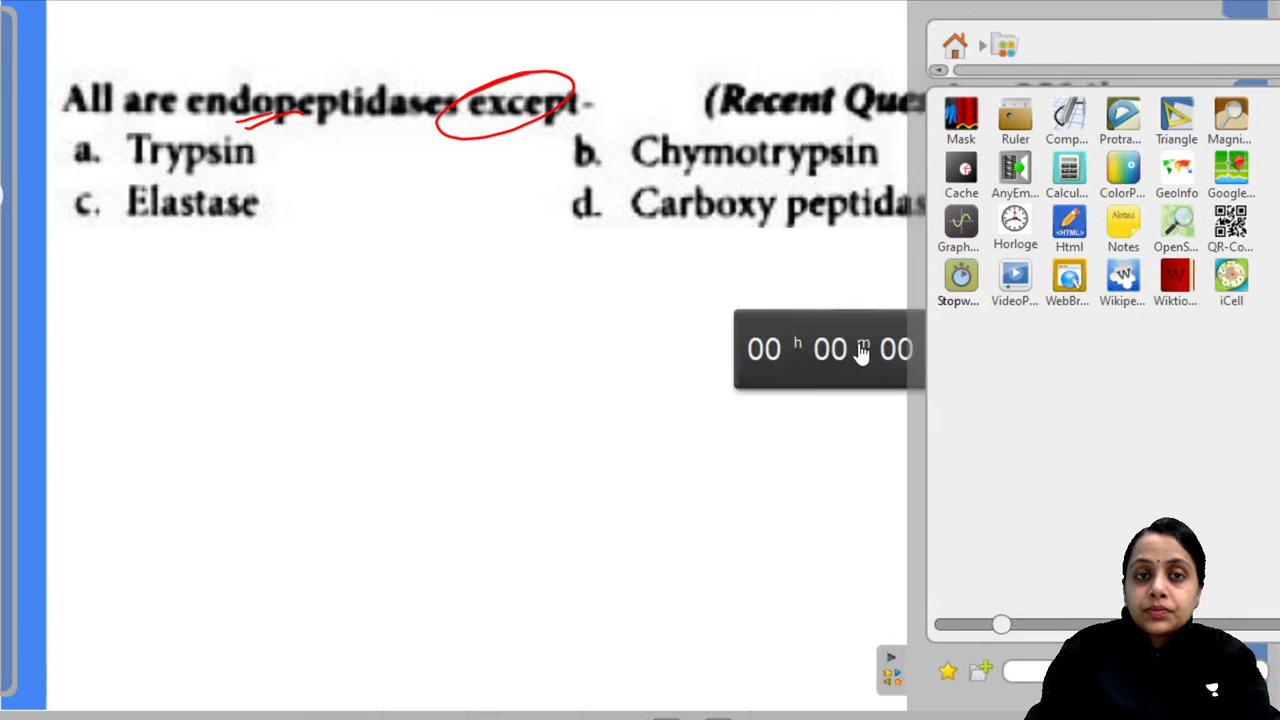 All are endopeptidases except- (Recent Ques
a. Trypsin b. Chymotrypsin
c. Elastase d. Carboxy peptidas
00 h 00 m 00
Mask Ruler Comp... Protra... Triangle Magni...
Cache AnyEm... Calcul... ColorP... GeoInfo Google...
Graph... Horloge Html Notes OpenS... QR-Co...
Stopw... VideoP... WebBr... Wikipe... Wiktio... iCell